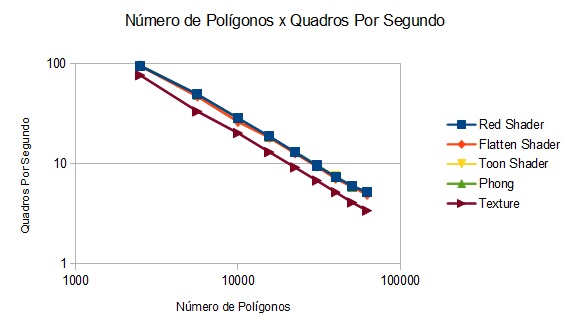 Número de Polígonos x Quadros Por Segundo
100
10
1
Quadros Por Segundo
1000
10000
100000
Número de Polígonos
Red Shader
Flatten Shader
Toon Shader
Phong
Texture